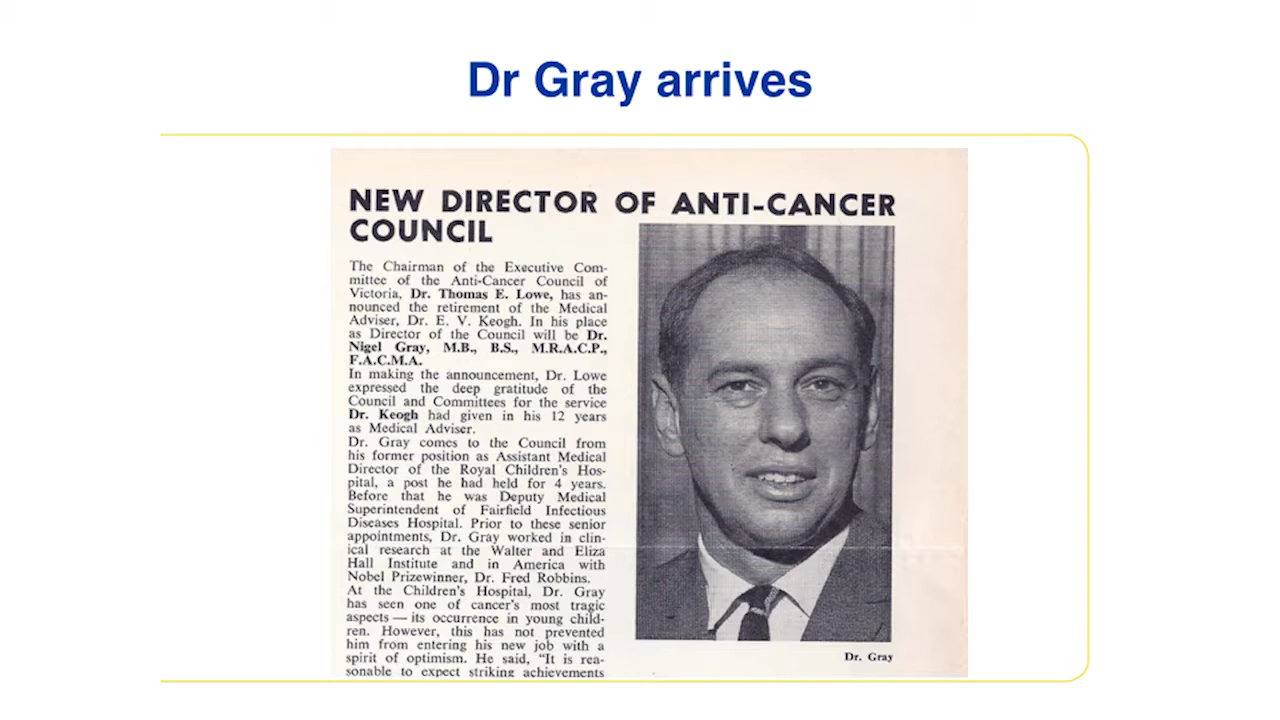 Dr Gray arrives
NEW DIRECTOR OF ANTI-CANCER
COUNCIL
The Chairman of the Executive Com-
mittee of the Anti-Cancer Council of
Victoria, Dr. Thomas E. Lowe, has an-
nounced the retirement of the Medical
Adviser, Dr. E. V. Keogh. In his place
as Director of the Council will be Dr.
Nigel Gray, M.B., B.S., M.R.A.C.P.,
F.A.C.M.A.
In making the announcement, Dr. Lowe
expressed the deep gratitude of the
Council and Committees for the service
Dr. Keogh had given in his 12 years
as Medical Adviser.
Dr. Gray comes to the Council from
his former position as Assistant Medical
Director of the Royal Children's Hos-
pital, a post he had held for 4 years.
Before that he was Deputy Medical
Superintendent of Fairfield Infectious
Diseases Hospital. Prior to these senior
appointments, Dr. Gray worked in clin-
ical research at the Walter and Eliza
Hall Institute and in America with
Nobel Prizewinner, Dr. Fred Robbins.
At the Children's Hospital, Dr. Gray
has seen one of cancer's most tragic
aspects — its occurrence in young child-
ren. However, this has not prevented
him from entering his new job with a
spirit of optimism. He said, "It is rea-
sonable to expect striking achievements
Dr. Gray